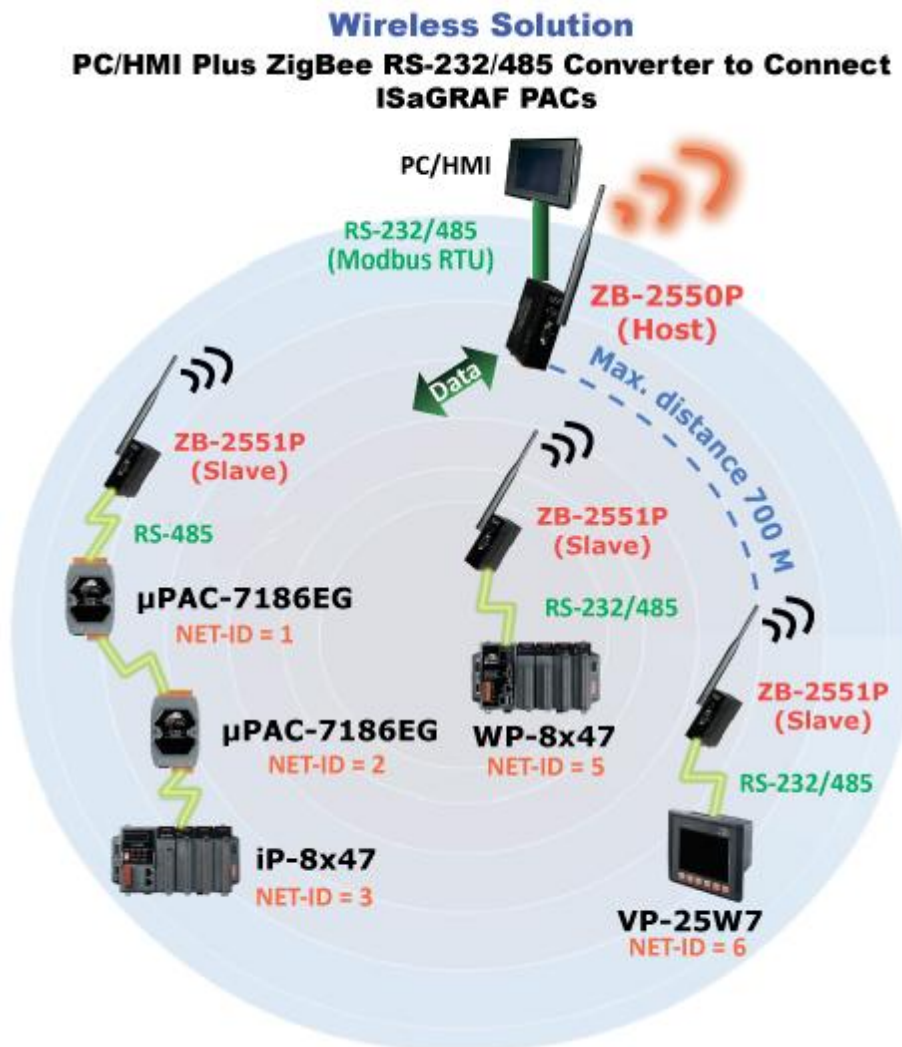 Wireless Solution
PC/HMI Plus ZigBee RS-232/485 Converter to Connect
ISaGRAF PACs
PC/HMI
RS-232/485
(Modbus RTU)
ZB-2550P
(Host)
Data
Max. distance 700 M
ZB-2551P
(Slave)
RS-485
µPAC-7186EG
NET-ID = 1
µPAC-7186EG
NET-ID = 2
iP-8x47
NET-ID = 3
ZB-2551P
(Slave)
RS-232/485
WP-8x47
NET-ID = 5
ZB-2551P
(Slave)
RS-232/485
VP-25W7
NET-ID = 6